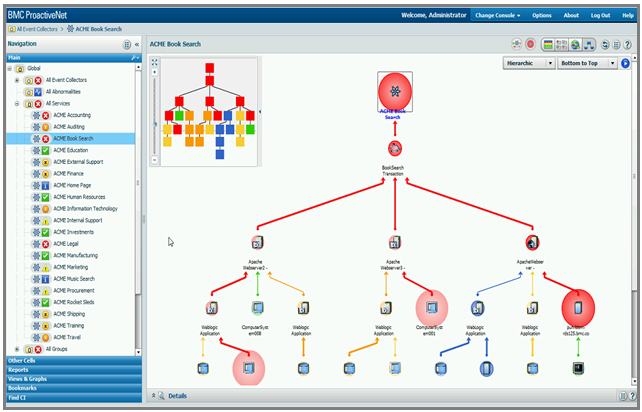 BMC ProactiveNet
Welcome, Administrator
Change Console
Options
About
Log Out
Help
All Event Collectors > ACME Book Search
Navigation
«
ACME Book Search
Main
Global
All Event Collectors
All Abnormalities
All Services
ACME Accounting
ACME Auditing
ACME Book Search
ACME Education
ACME External Support
ACME Finance
ACME Home Page
ACME Human Resources
ACME Information Technology
ACME Internal Support
ACME Investments
ACME Legal
ACME Manufacturing
ACME Marketing
ACME Music Search
ACME Procurement
ACME Rocket Sleds
ACME Shipping
ACME Training
ACME Travel
All Groups
Other Cells
Reports
Views & Graphs
Bookmarks
Find CI
Hierarchic
Bottom to Top
ACME Book
Search
BookSearch
Transaction
Apache
Webserver2 -
Apache
Webserver3 -
ApacheWebser
ver -
Weblogic
Application
ComputerSyst
em008
Weblogic
Application
Weblogic
Application
ComputerSyst
em001
Weblogic
Application
Weblogic
Application
Details